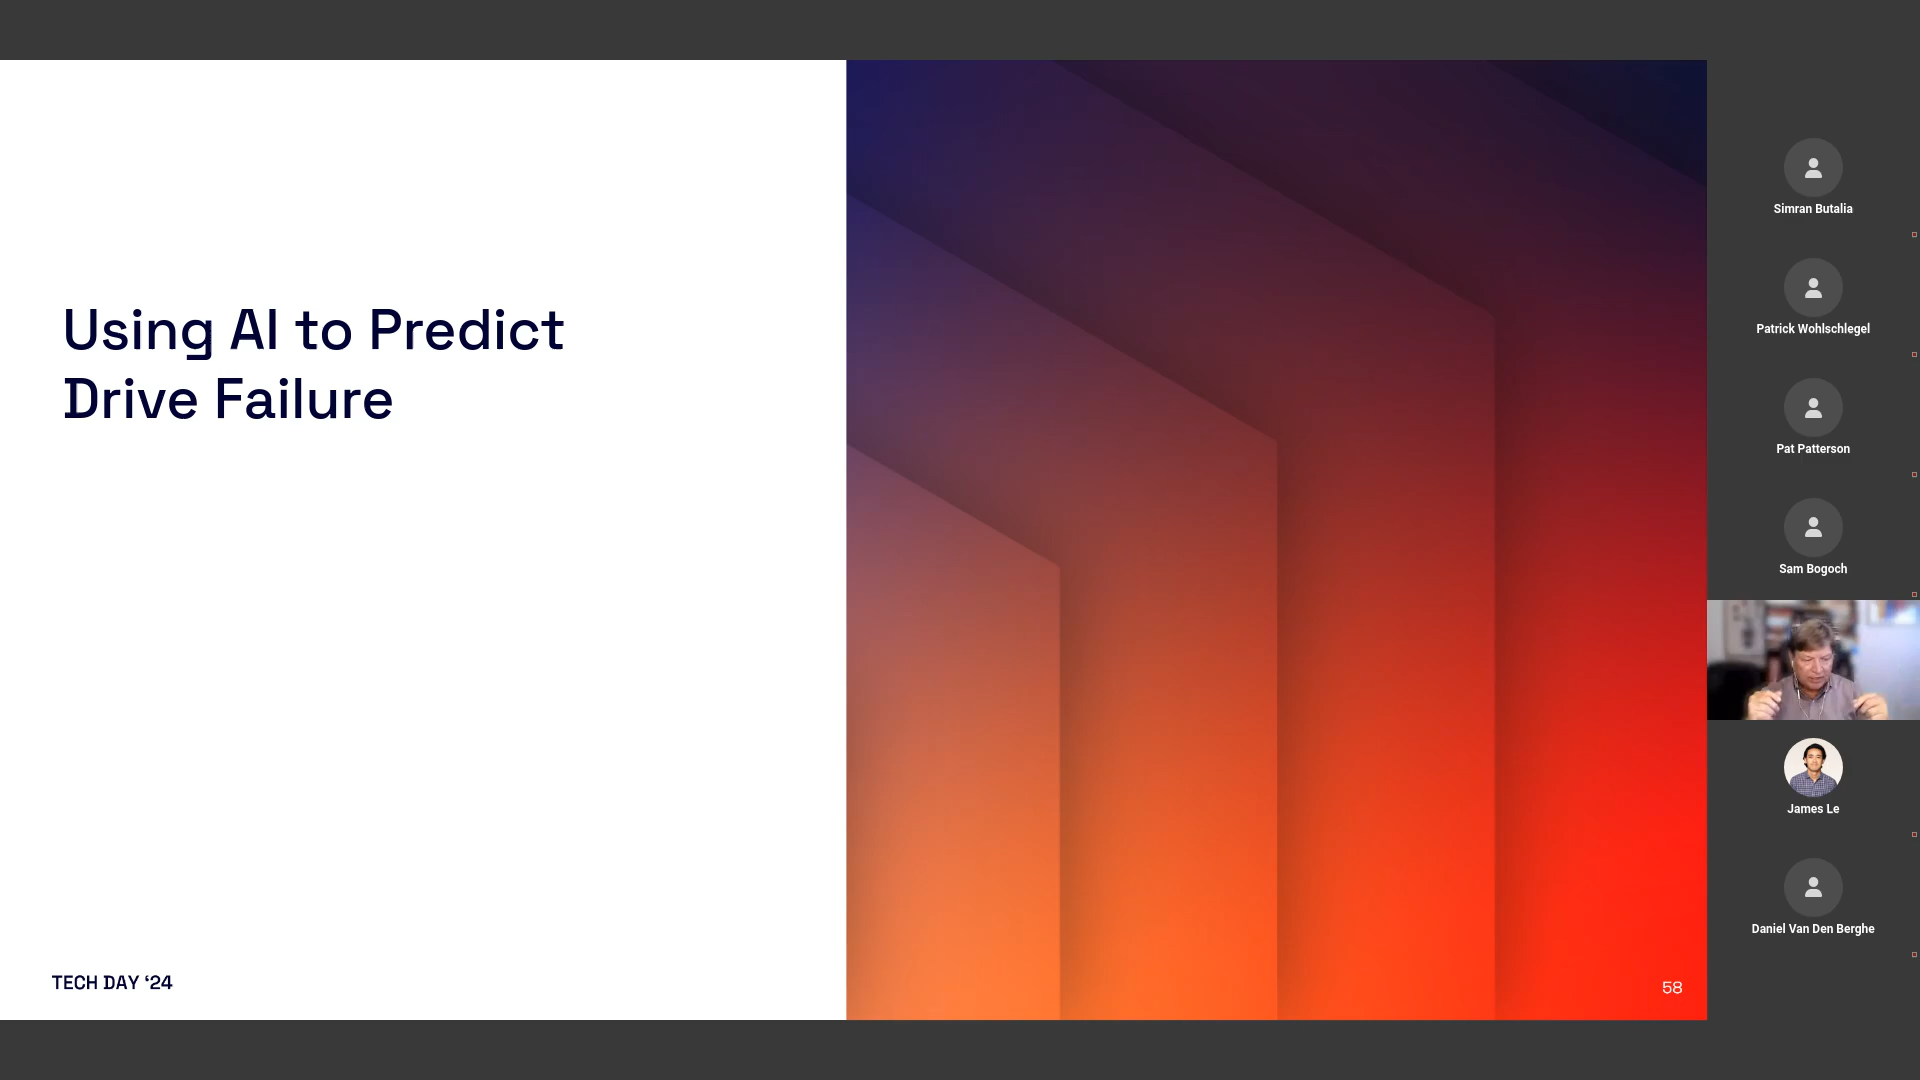 Using AI to Predict
Drive Failure
TECH DAY ‘24
58
Simran Butalia
Patrick Wohlschlegel
Pat Patterson
Sam Bogoch
James Le
Daniel Van Den Berghe